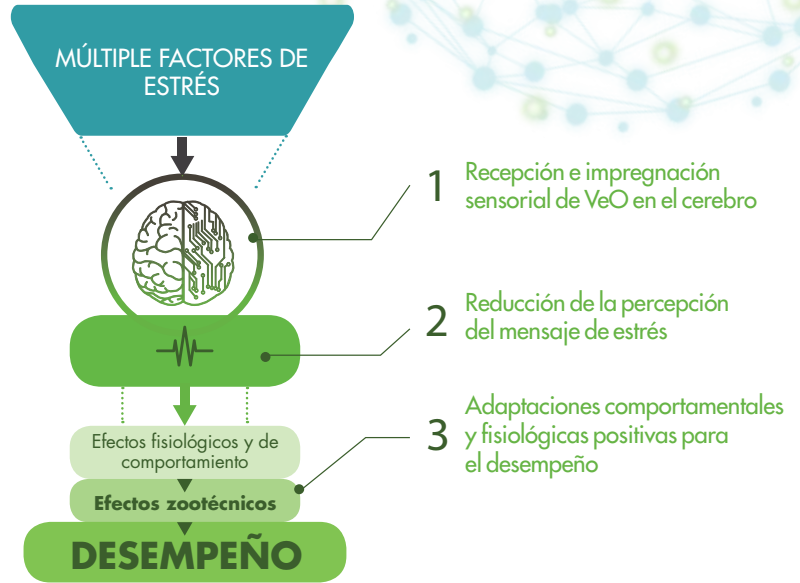 MÚLTIPLE FACTORES DE
ESTRÉS
1
Recepción e impregnación
sensorial de VeO en el cerebro
2
Reducción de la percepción
del mensaje de estrés
3
Adaptaciones comportamentales
y fisiológicas positivas para
el desempeño
Efectos fisiológicos y de
comportamiento
Efectos zootécnicos
DESEMPEÑO